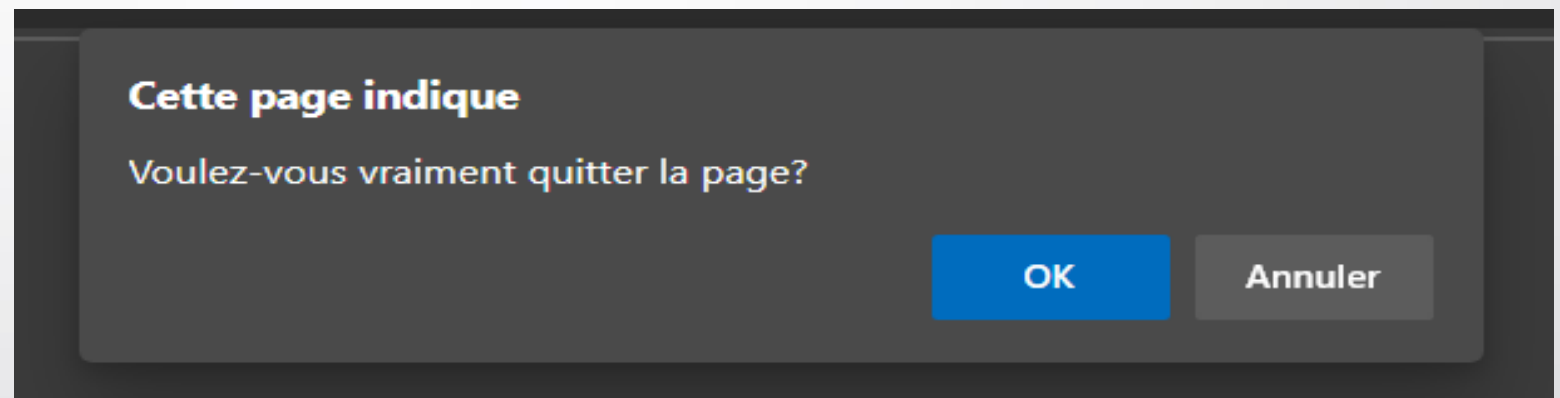 Cette page indique
Voulez-vous vraiment quitter la page?
OK Annuler